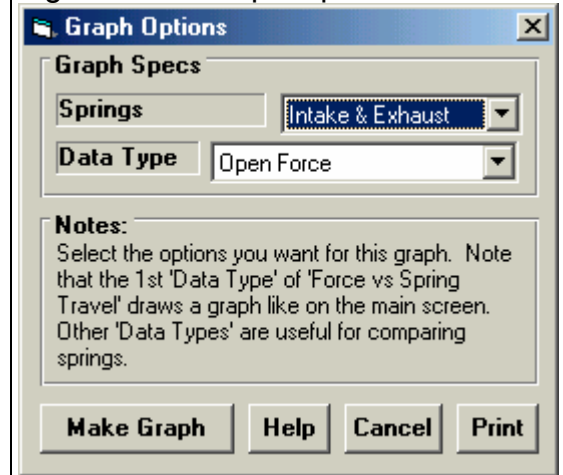 Graph Options
Graph Specs
Springs
Intake & Exhaust
Data Type
Open Force
Notes:
Select the options you want for this graph. Note
that the 1st 'Data Type' of 'Force vs Spring
Travel' draws a graph like on the main screen.
Other 'Data Types' are useful for comparing
springs.
Make Graph Help Cancel Print